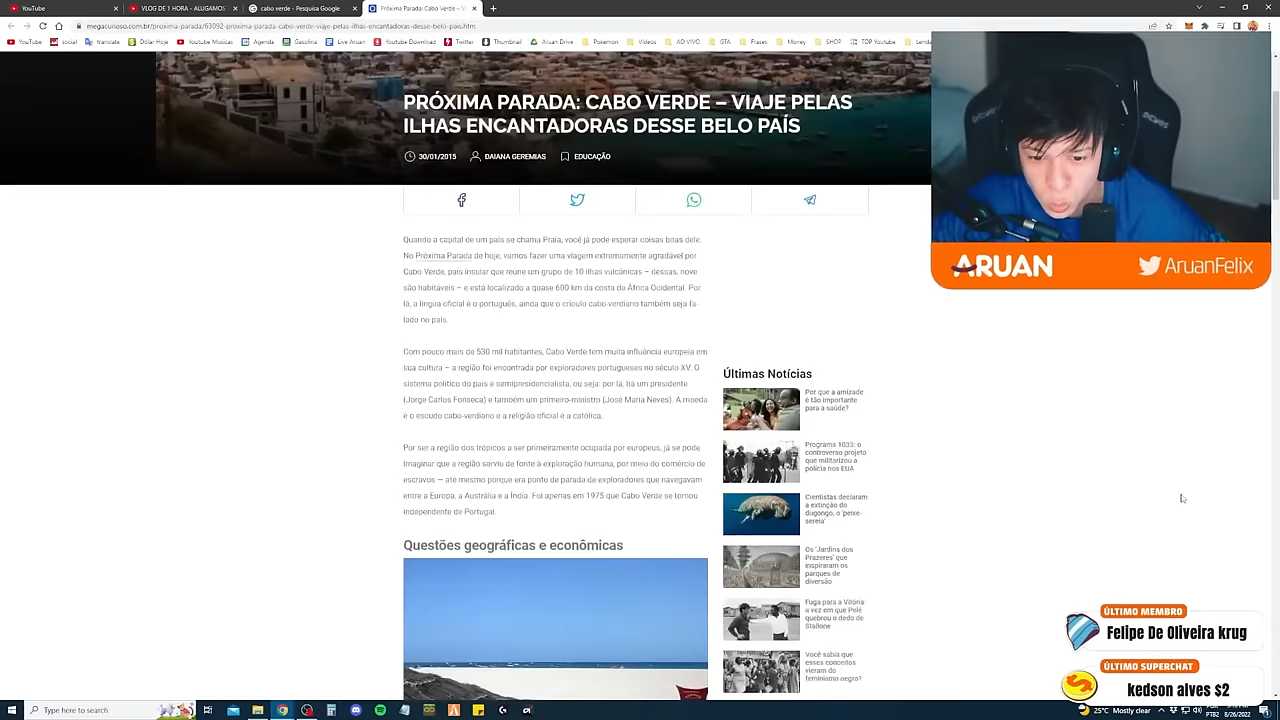 YouTube
VLOG DE 1 HORA - ALUGAMOS
cabo verde - Pesquisa Google
Próxima Parada: Cabo Verde – V
megacurioso.com.br/proxima-parada/63092-proxima-parada-cabo-verde-viaje-pelas-ilhas-encantadoras-desse-belo-pais.htm
YouTube
social
translate
Dólar Hoje
Youtube Musicas
Agenda
Gasolina
Live Aruan
Youtube Download
Twitter
Thumbnail
Aruan Drive
Pokemon
Vídeos
AO VIVO
GTA
Frases
Money
SHOP
TOP Youtube
Lenda
PRÓXIMA PARADA: CABO VERDE – VIAJE PELAS
ILHAS ENCANTADORAS DESSE BELO PAÍS
30/01/2015
DAIANA GEREMIAS
EDUCAÇÃO
ARUAN
AruanFelix
Quando a capital de um país se chama Praia, você já pode esperar coisas boas dele.
No Próxima Parada de hoje, vamos fazer uma viagem extremamente agradável por
Cabo Verde, país insular que reúne um grupo de 10 ilhas vulcânicas – dessas, nove
são habitáveis – e está localizado a quase 600 km da costa da África Ocidental. Por
lá, a língua oficial é o português, ainda que o crioulo cabo-verdiano também seja fa-
lado no país.
Com pouco mais de 530 mil habitantes, Cabo Verde tem muita influência europeia em
sua cultura – a região foi encontrada por exploradores portugueses no século XV. O
sistema político do país é semipresidencialista, ou seja: por lá, há um presidente
(Jorge Carlos Fonseca) e também um primeiro-ministro (José Maria Neves). A moeda
é o escudo cabo-verdiano e a religião oficial é a católica.
Por ser a região dos trópicos a ser primeiramente ocupada por europeus, já se pode
imaginar que a região serviu de fonte à exploração humana, por meio do comércio de
escravos — até mesmo porque era ponto de parada de exploradores que navegavam
entre a Europa, a Austrália e a Índia. Foi apenas em 1975 que Cabo Verde se tornou
independente de Portugal.
Questões geográficas e econômicas
Últimas Notícias
Por que a amizade
é tão importante
para a saúde?
Programa 1033: o
controverso projeto
que militarizou a
polícia nos EUA
Cientistas declaram
a extinção do
dugongo, o 'peixe-
sereia'
Os 'Jardins dos
Prazeres' que
inspiraram os
parques de
diversão
Fuga para a Vitória:
a vez em que Pelé
quebrou o dedo de
Stallone
Você sabia que
esses conceitos
vieram do
feminismo negro?
ÚLTIMO MEMBRO
Felipe De Oliveira krug
ÚLTIMO SUPERCHAT
kedson alves $2
Type here to search
25°C Mostly clear
POR
PTB2
8/26/2022